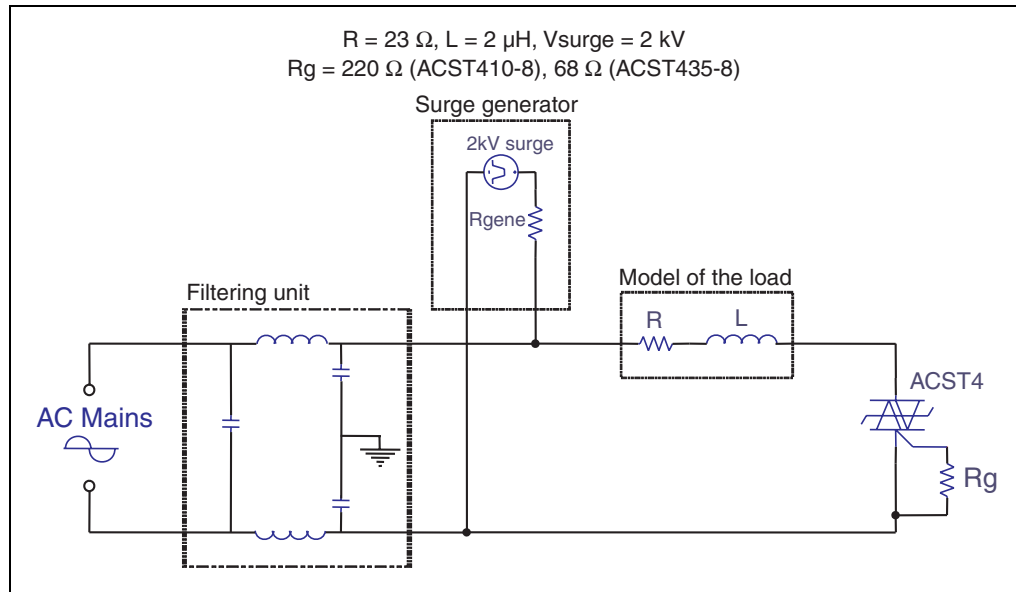 R = 23 Ω, L = 2 μH, Vsurge = 2 kV
Rg = 220 Ω (ACST410-8), 68 Ω (ACST435-8)
Surge generator
2kV surge
Rgene
Model of the load
Filtering unit
R
L
ACST4
AC Mains
Rg